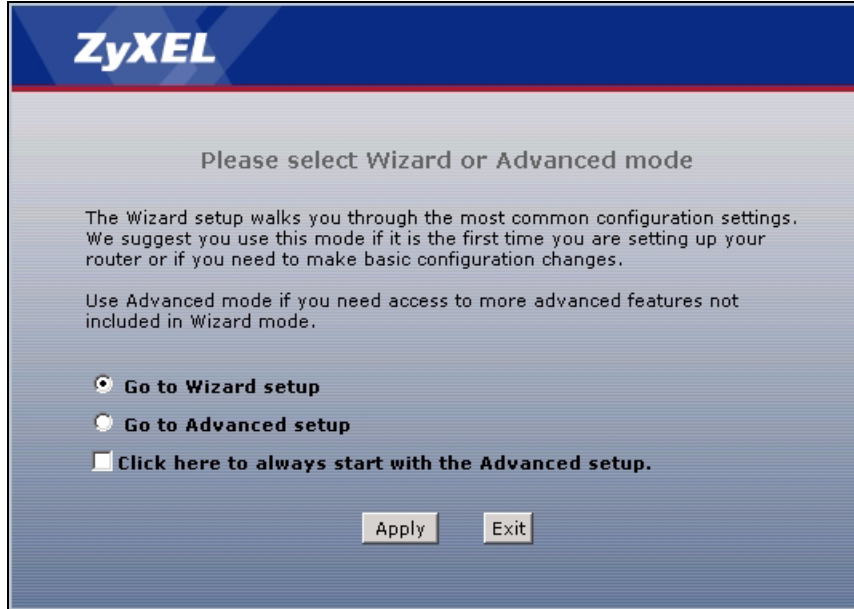 ZyXEL
Please select Wizard or Advanced mode
The Wizard setup walks you through the most common configuration settings.
We suggest you use this mode if it is the first time you are setting up your
router or if you need to make basic configuration changes.
Use Advanced mode if you need access to more advanced features not
included in Wizard mode.
Go to Wizard setup
Go to Advanced setup
Click here to always start with the Advanced setup.
Apply Exit